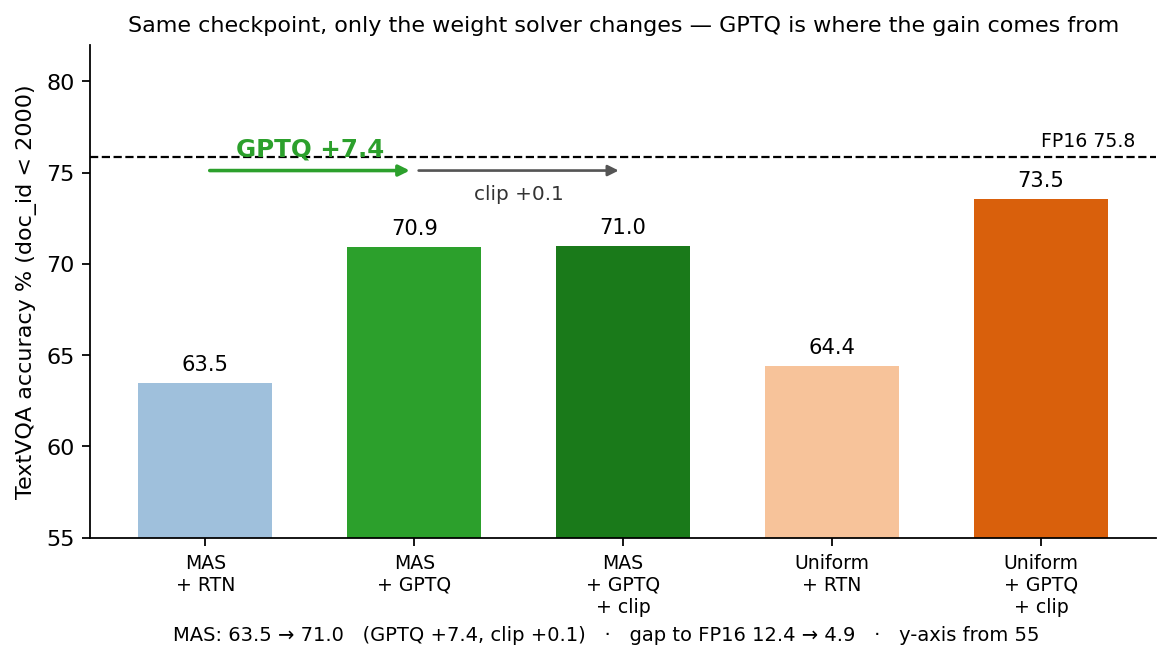 Same checkpoint, only the weight solver changes — GPTQ is where the gain comes from
TextVQA accuracy % (doc_id < 2000)
80
75
70
65
60
55
GPTQ +7.4
clip +0.1
FP16 75.8
63.5
70.9
71.0
64.4
73.5
MAS
+ RTN
MAS
+ GPTQ
MAS
+ GPTQ
+ clip
Uniform
+ RTN
Uniform
+ GPTQ
+ clip
MAS: 63.5 → 71.0 (GPTQ +7.4, clip +0.1) · gap to FP16 12.4 → 4.9 · y-axis from 55